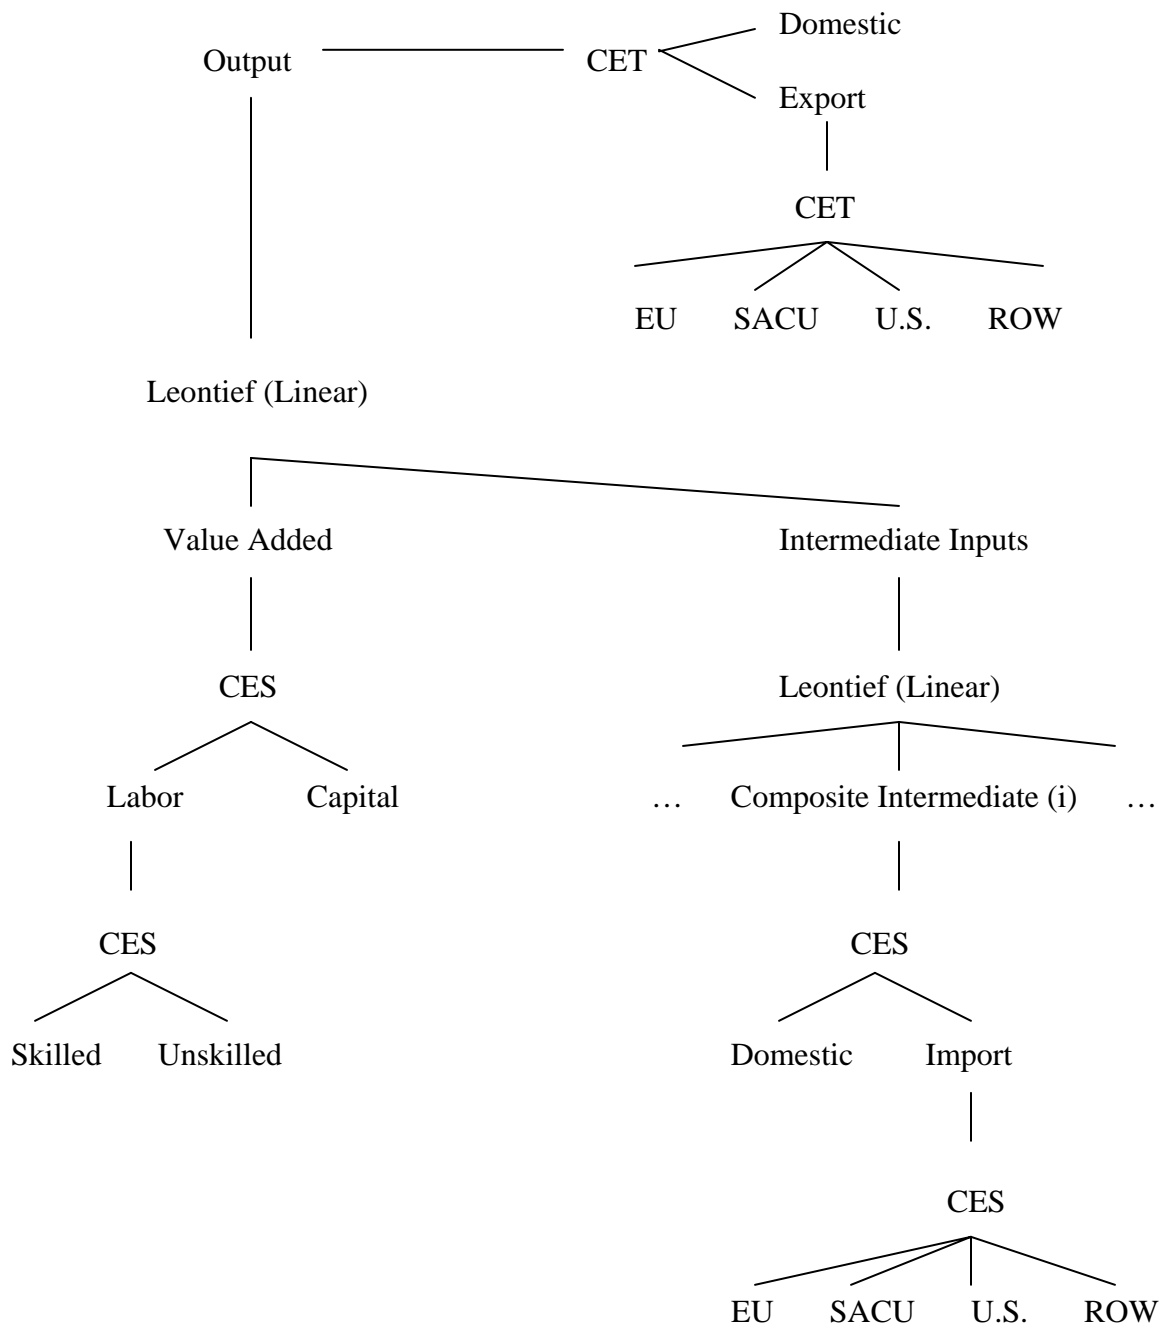 Domestic
Output CET
Export
CET
EU SACU U.S. ROW
Leontief (Linear)
Value Added Intermediate Inputs
CES Leontief (Linear)
Labor Capital … Composite Intermediate (i) …
CES CES
Skilled Unskilled Domestic Import
CES
EU SACU U.S. ROW